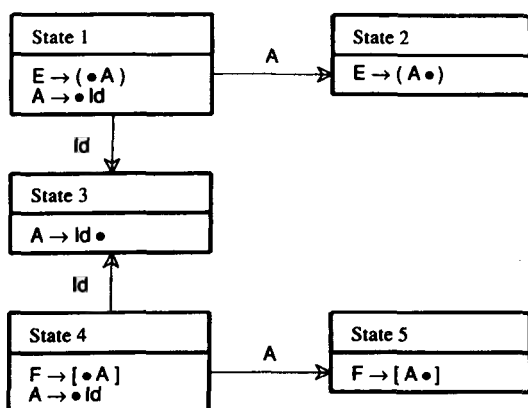 State 1
E → ( • A )
A → • Id
A
State 2
E → ( A • )
Id
State 3
A → Id •
Id
State 4
F → [ • A ]
A → • Id
A
State 5
F → [ A • ]